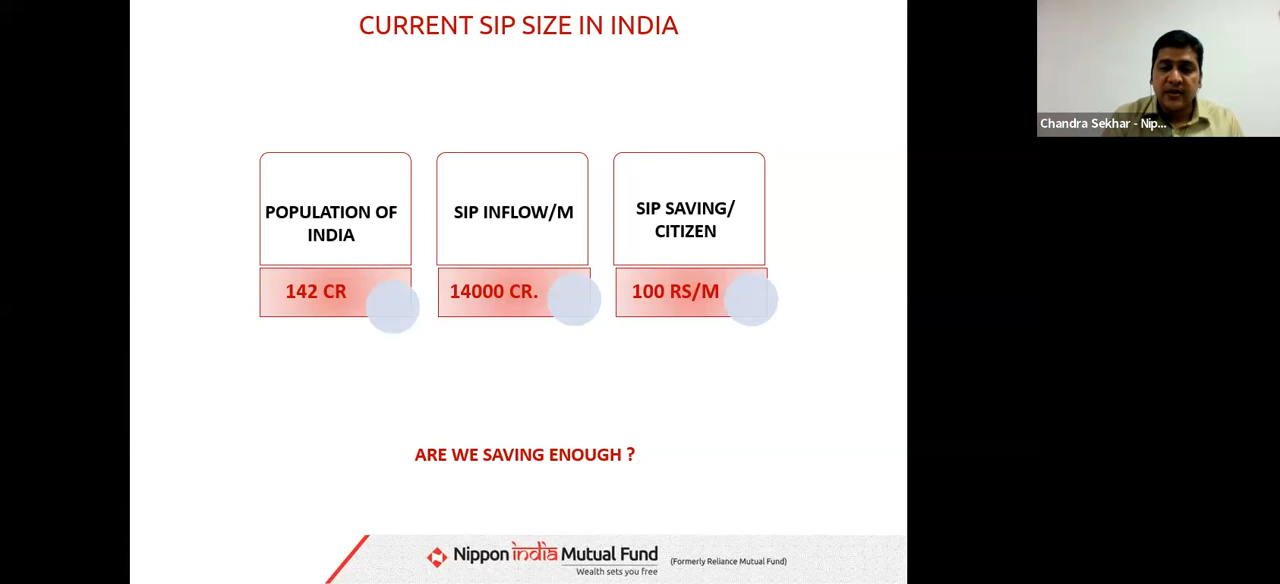 CURRENT SIP SIZE IN INDIA
Chandra Sekhar - Nip...
POPULATION OF
INDIA
142 CR
SIP INFLOW/M
14000 CR.
SIP SAVING/
CITIZEN
100 RS/M
ARE WE SAVING ENOUGH ?
Nippon india Mutual Fund
Wealth sets you free
(Formerly Reliance Mutual Fund)